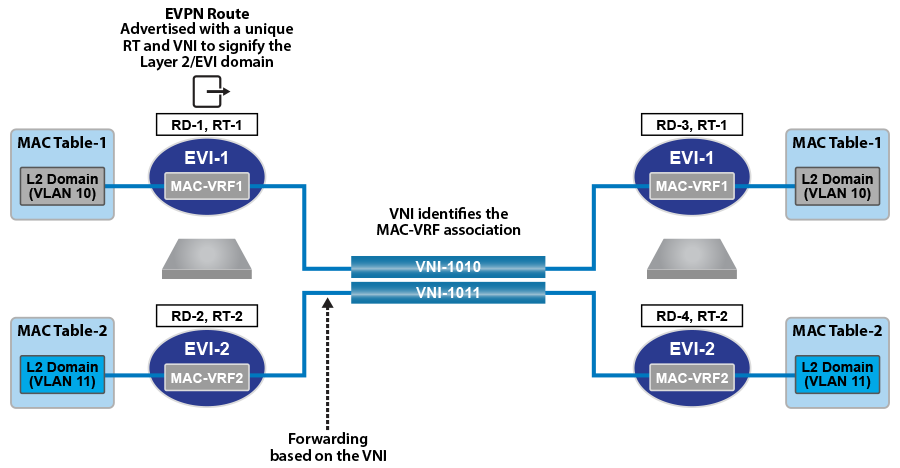 EVPN Route
Advertised with a unique
RT and VNI to signify the
Layer 2/EVI domain
RD-1, RT-1
RD-3, RT-1
MAC Table-1
EVI-1
EVI-1
MAC Table-1
L2 Domain
(VLAN 10)
MAC-VRF1
MAC-VRF1
L2 Domain
(VLAN 10)
VNI identifies the
MAC-VRF association
VNI-1010
VNI-1011
RD-2, RT-2
RD-4, RT-2
MAC Table-2
EVI-2
EVI-2
MAC Table-2
L2 Domain
(VLAN 11)
MAC-VRF2
MAC-VRF2
L2 Domain
(VLAN 11)
Forwarding
based on the VNI